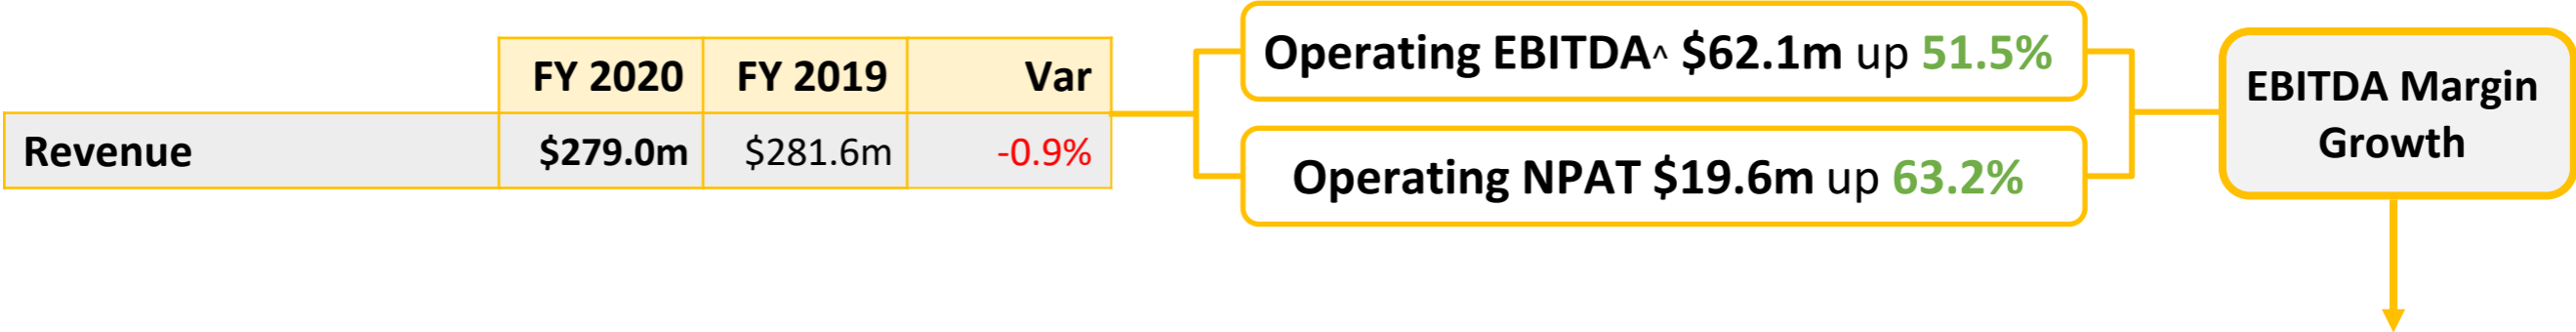 FY 2020 FY 2019 Var
Revenue $279.0m $281.6m -0.9%
Operating EBITDA^ $62.1m up 51.5%
Operating NPAT $19.6m up 63.2%
EBITDA Margin
Growth